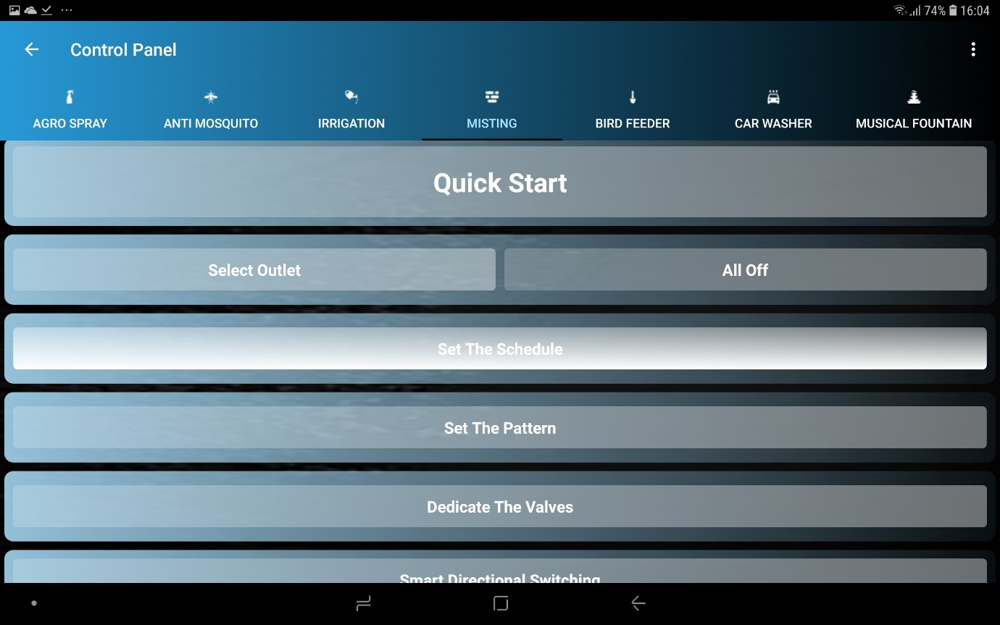 74% 16:04
Control Panel
AGRO SPRAY ANTI MOSQUITO IRRIGATION MISTING BIRD FEEDER CAR WASHER MUSICAL FOUNTAIN
Quick Start
Select Outlet All Off
Set The Schedule
Set The Pattern
Dedicate The Valves
Smart Directional Switching